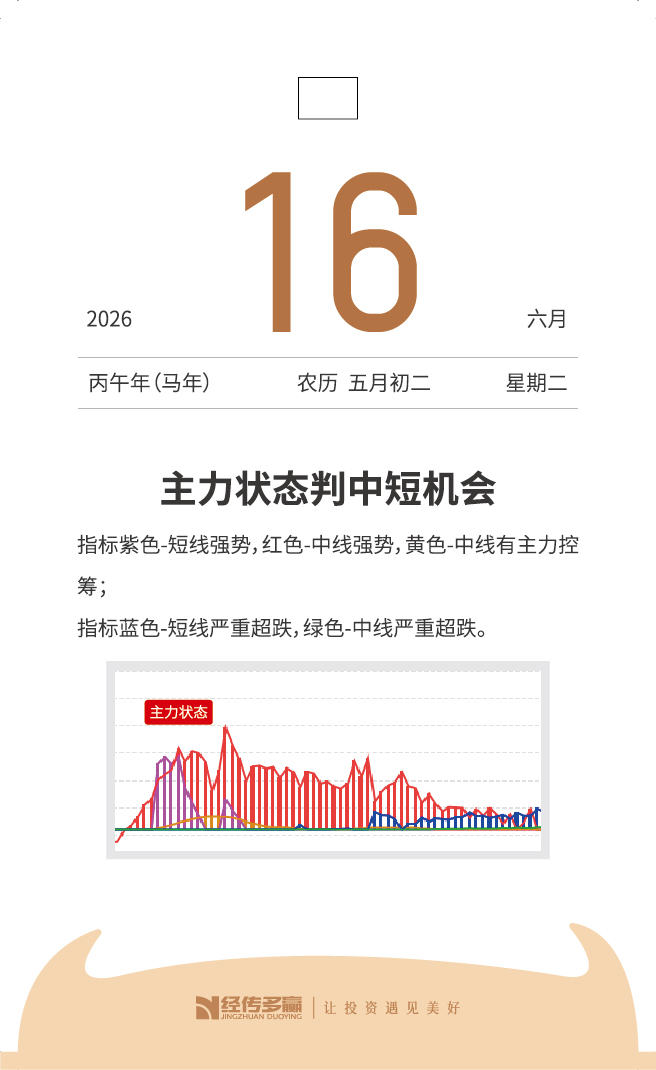 16
2026
六月
丙午年（马年）
农历 五月初二
星期二
主力状态判中短机会
指标紫色-短线强势，红色-中线强势，黄色-中线有主力控
筹；
指标蓝色-短线严重超跌，绿色-中线严重超跌。
主力状态
经传多赢
JINGZHUAN DUOYING
让投资遇见美好